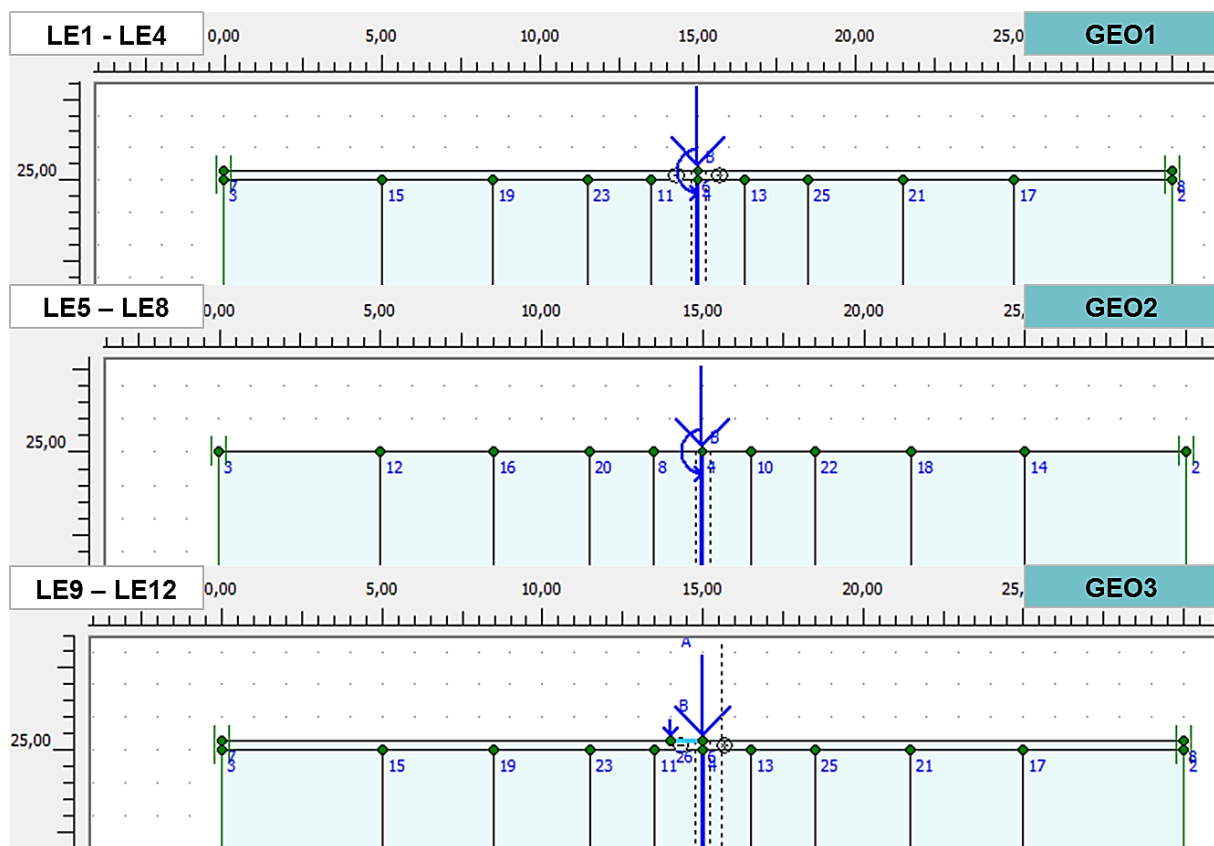 LE1 - LE4 0,00 5,00 10,00 15,00 20,00 25,0 GEO1
25,00
B
7 6 8
3 15 19 23 11 4 13 25 21 17 2
LE5 – LE8 0,00 5,00 10,00 15,00 20,00 25, GEO2
25,00
B
3 12 16 20 8 4 10 22 18 14 2
LE9 – LE12 0,00 5,00 10,00 15,00 20,00 25, GEO3
A
B
25,00
7 26 6 8
3 15 19 23 11 4 13 25 21 17 2